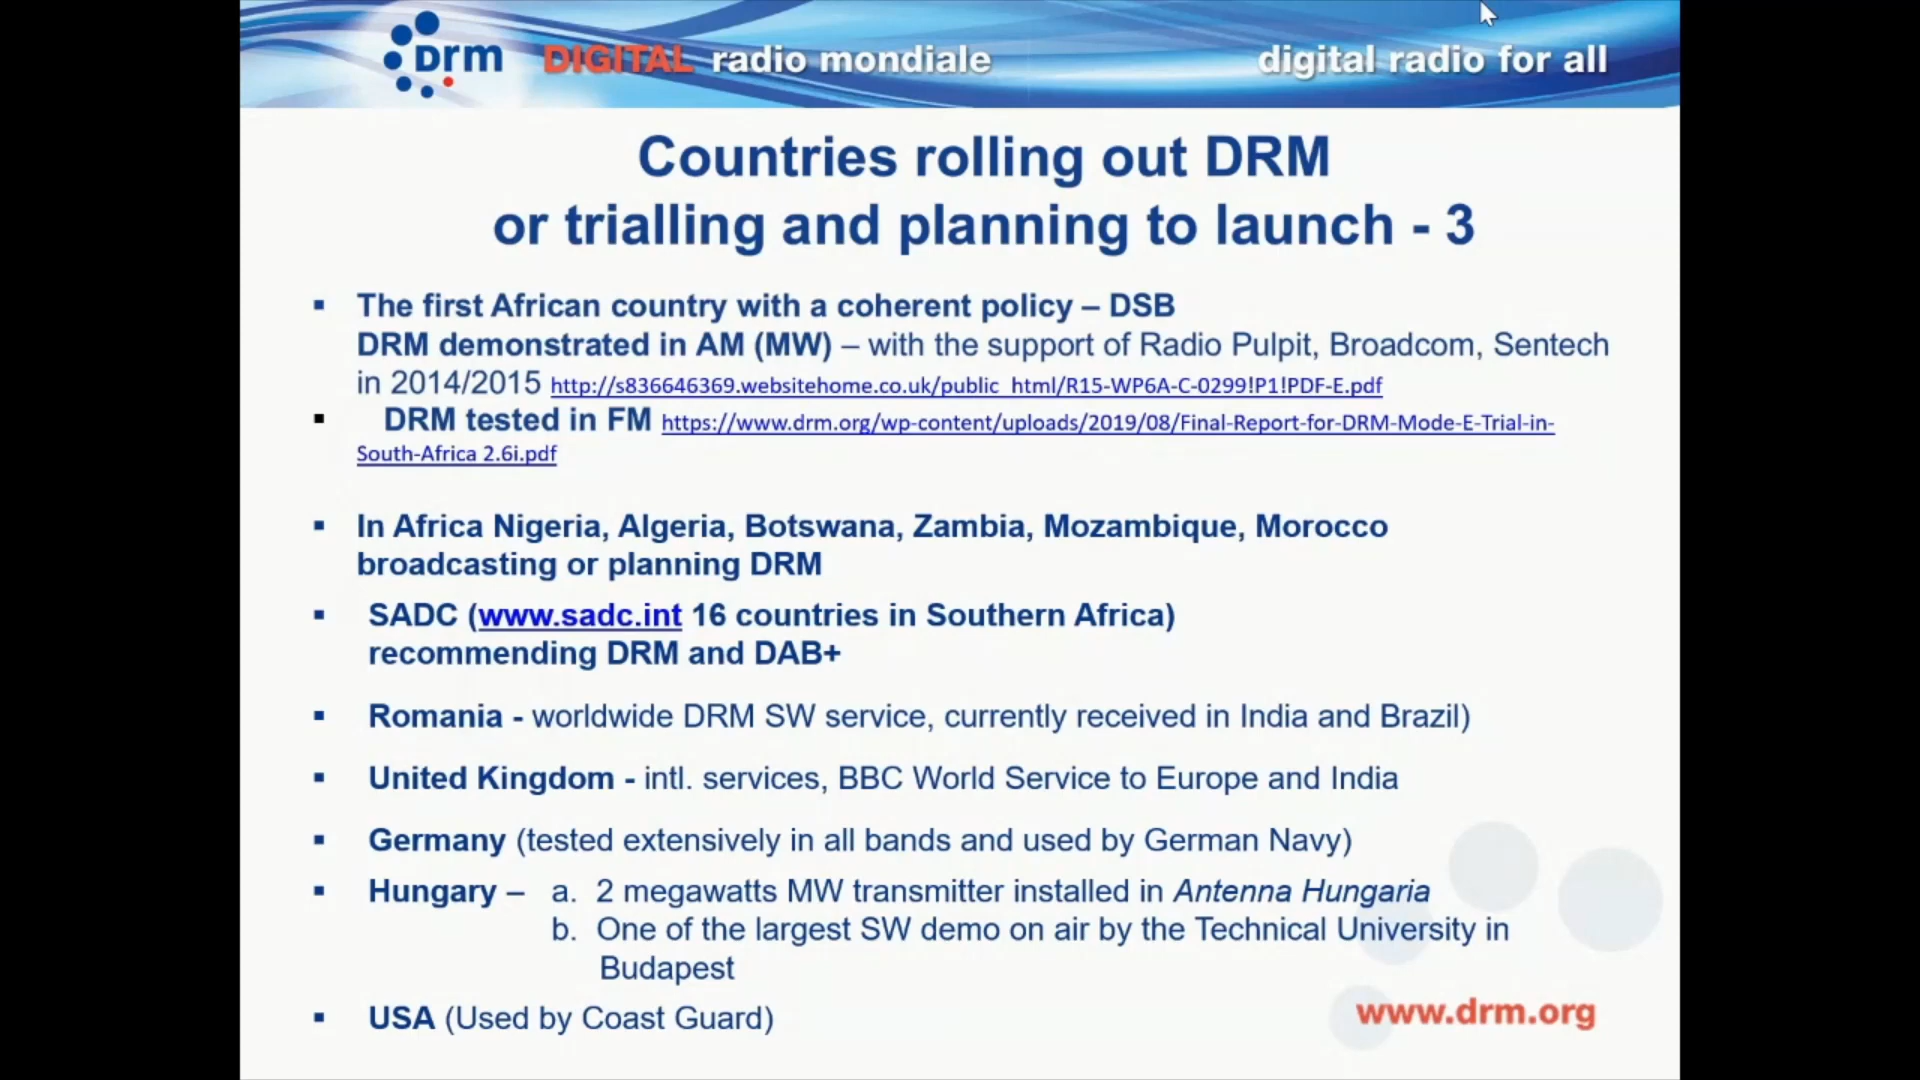 Drm DIGITAL radio mondiale digital radio for all
Countries rolling out DRM
or trialling and planning to launch - 3
▪ The first African country with a coherent policy – DSB
DRM demonstrated in AM (MW) – with the support of Radio Pulpit, Broadcom, Sentech
in 2014/2015 http://s836646369.websitehome.co.uk/public_html/R15-WP6A-C-0299!P1!PDF-E.pdf
▪ DRM tested in FM https://www.drm.org/wp-content/uploads/2019/08/Final-Report-for-DRM-Mode-E-Trial-in-
South-Africa 2.6i.pdf
▪ In Africa Nigeria, Algeria, Botswana, Zambia, Mozambique, Morocco
broadcasting or planning DRM
▪ SADC (www.sadc.int 16 countries in Southern Africa)
recommending DRM and DAB+
▪ Romania - worldwide DRM SW service, currently received in India and Brazil)
▪ United Kingdom - intl. services, BBC World Service to Europe and India
▪ Germany (tested extensively in all bands and used by German Navy)
▪ Hungary – a. 2 megawatts MW transmitter installed in Antenna Hungaria
b. One of the largest SW demo on air by the Technical University in
Budapest
▪ USA (Used by Coast Guard)
www.drm.org